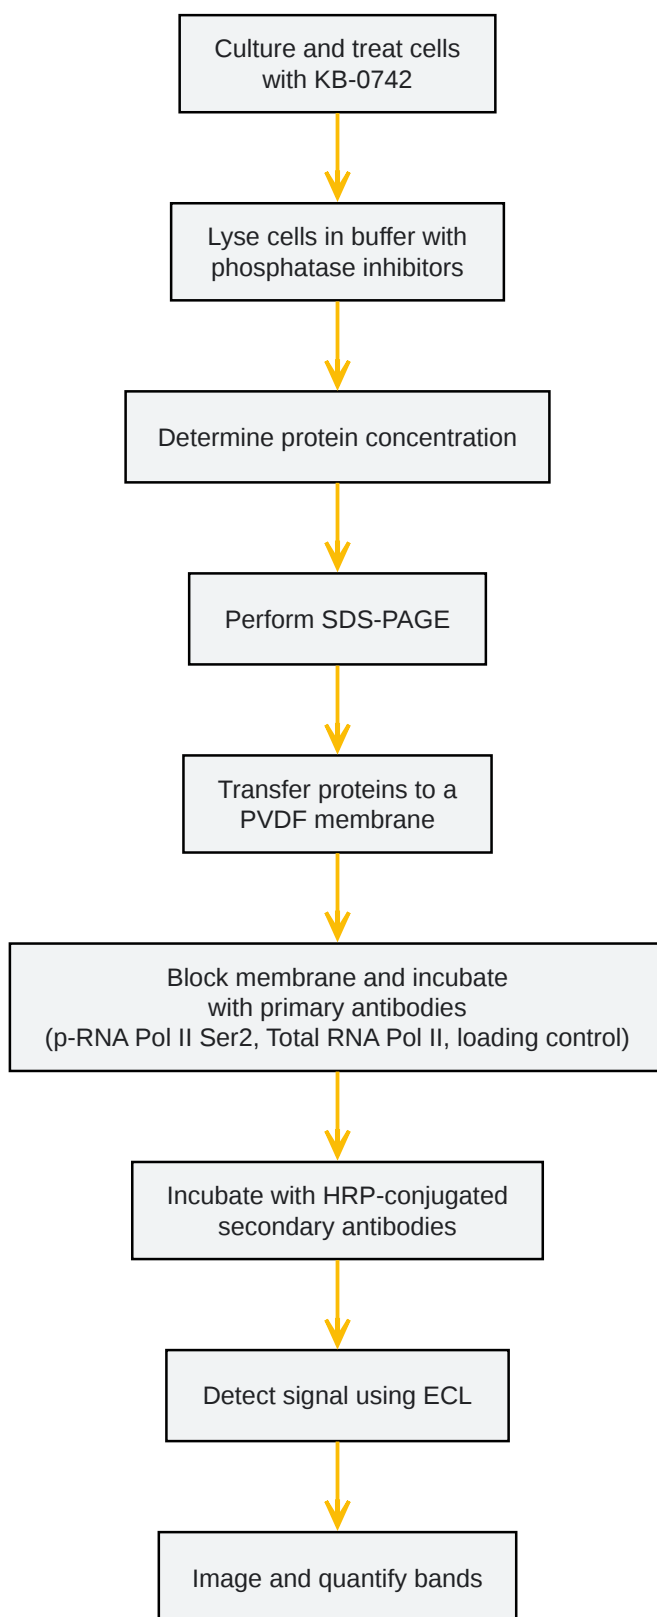 Culture and treat cells
with KB-0742
Lyse cells in buffer with
phosphatase inhibitors
Determine protein concentration
Perform SDS-PAGE
Transfer proteins to a
PVDF membrane
Block membrane and incubate
with primary antibodies
(p-RNA Pol II Ser2, Total RNA Pol II, loading control)
Incubate with HRP-conjugated
secondary antibodies
Detect signal using ECL
Image and quantify bands